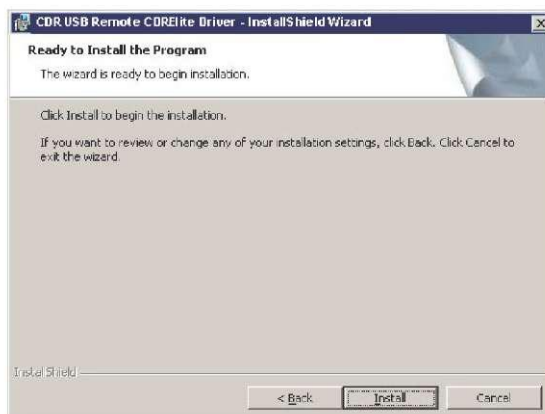 CDR USB Remote CDRElite Driver - InstallShield Wizard
Ready to Install the Program
The wizard is ready to begin installation.
Click Install to begin the installation.
If you want to review or change any of your installation settings, click Back. Click Cancel to
exit the wizard.
InstallShield
< Back Install Cancel